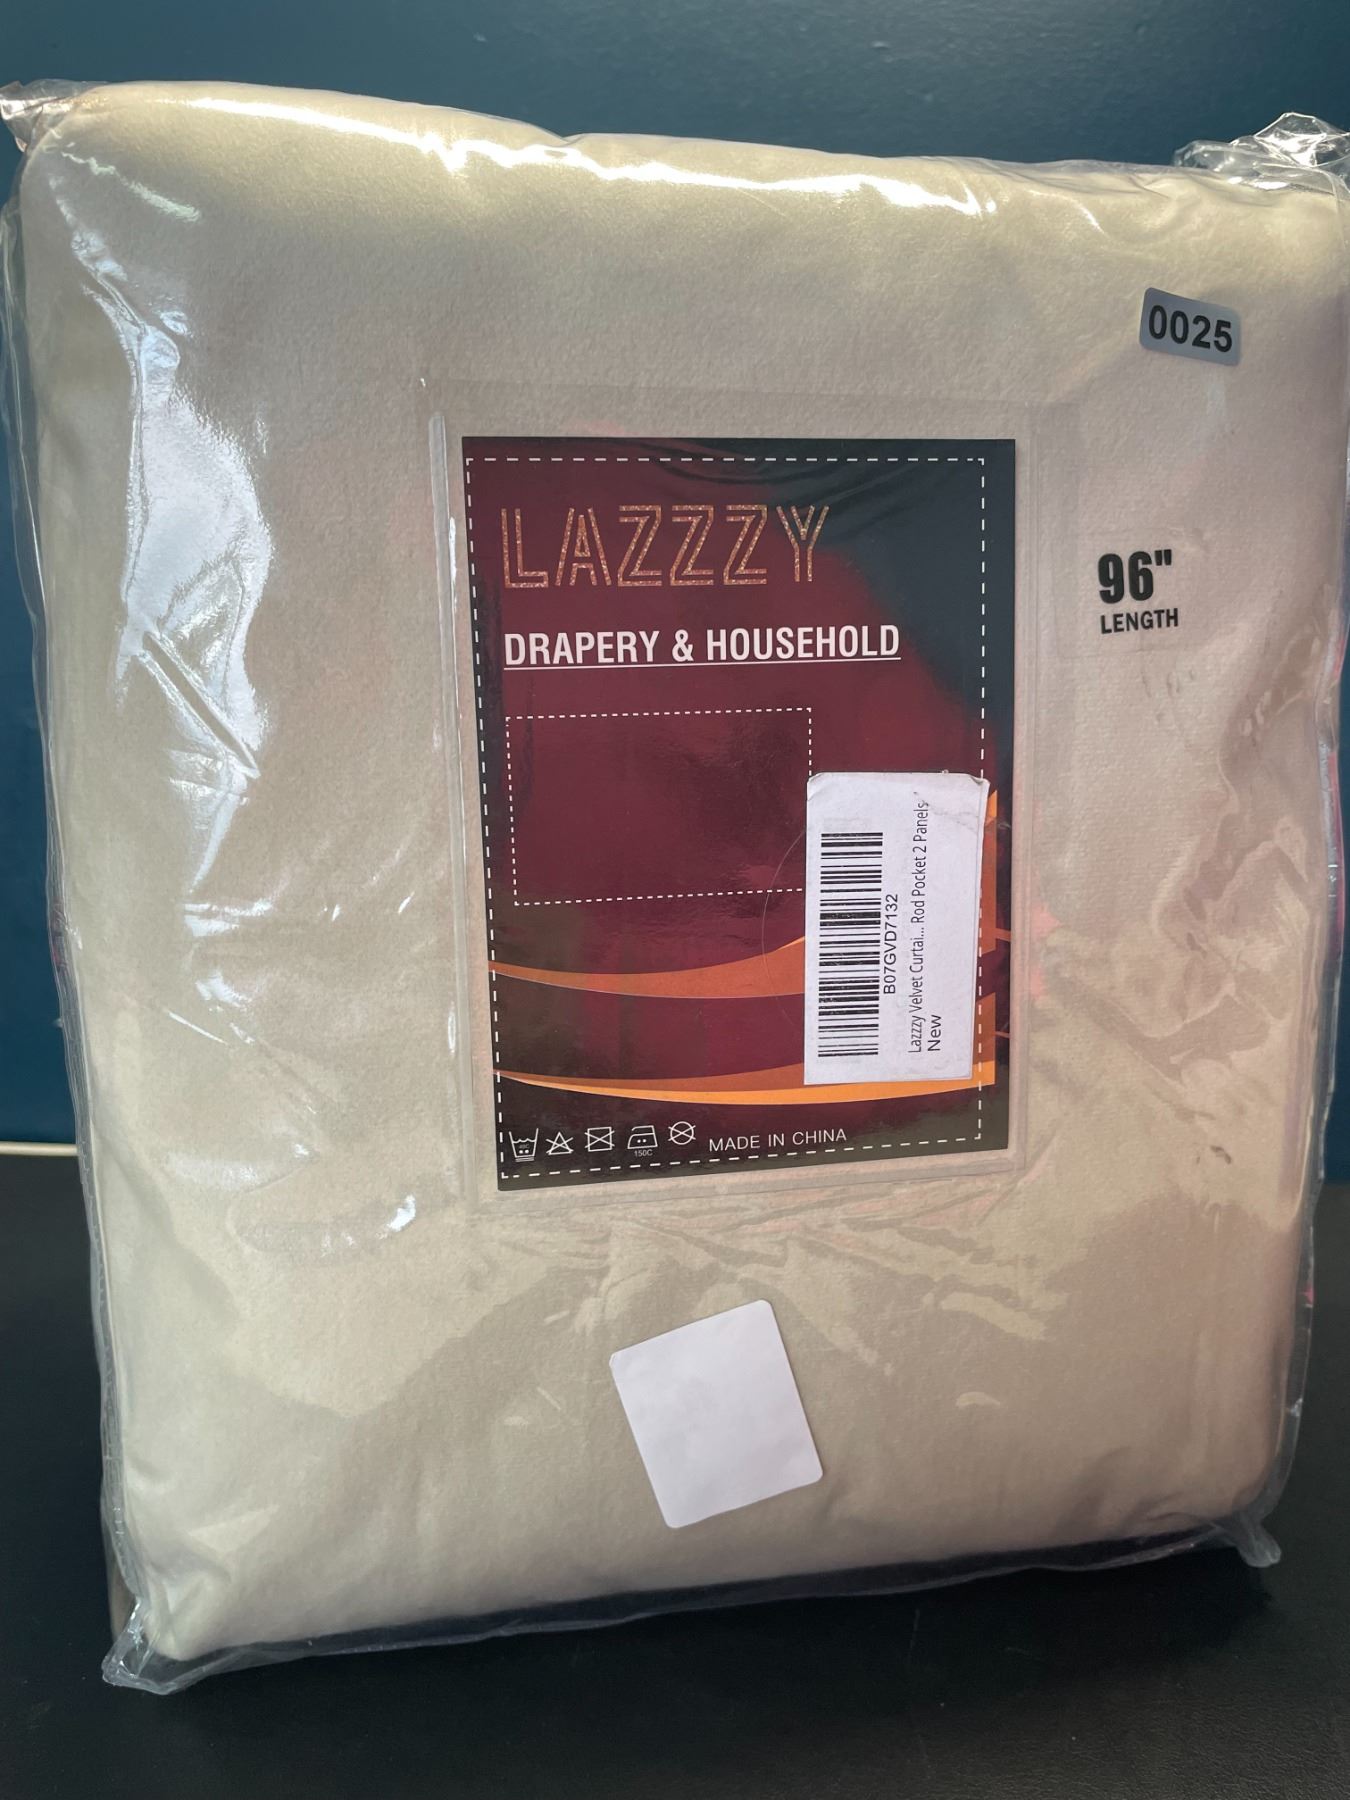 0025
LAZZZY
DRAPERY & HOUSEHOLD
96"
LENGTH
B07GVD7132
Lazzzy Velvet Curtai... Rod Pocket 2 Panels
New
150C
MADE IN CHINA